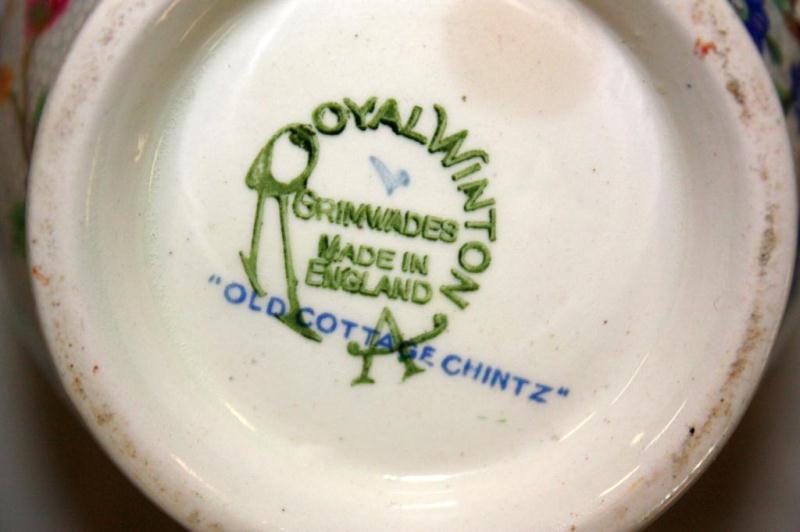 ROYAL WINTON
GRIMWADES
MADE IN
ENGLAND
A
"OLD COTTAGE CHINTZ"